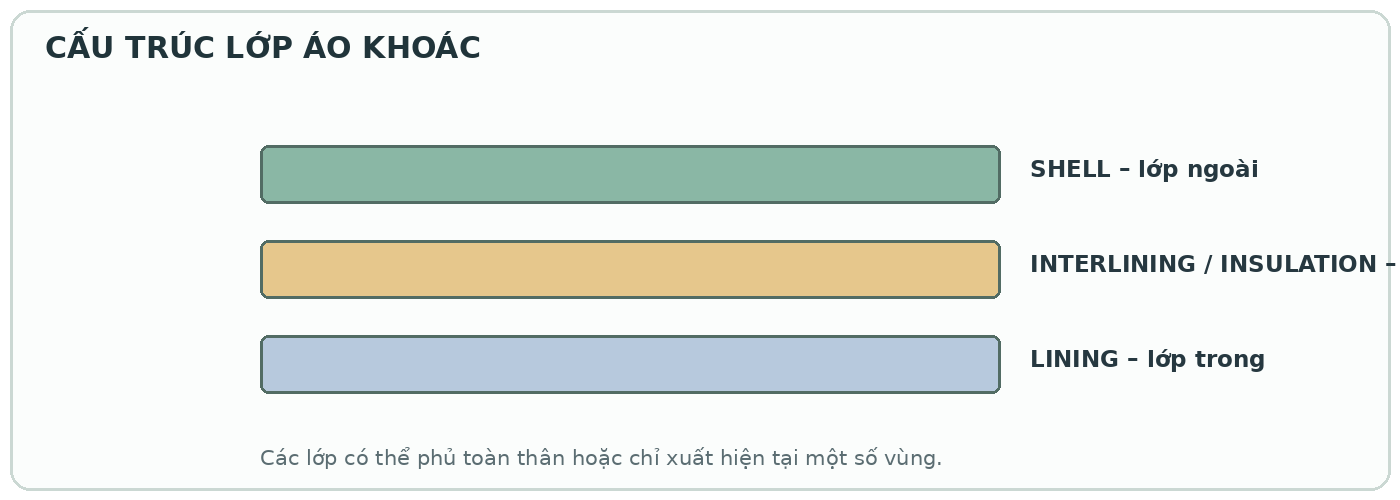 CẤU TRÚC LỚP ÁO KHOÁC
SHELL – lớp ngoài
INTERLINING / INSULATION –
LINING – lớp trong
Các lớp có thể phủ toàn thân hoặc chỉ xuất hiện tại một số vùng.